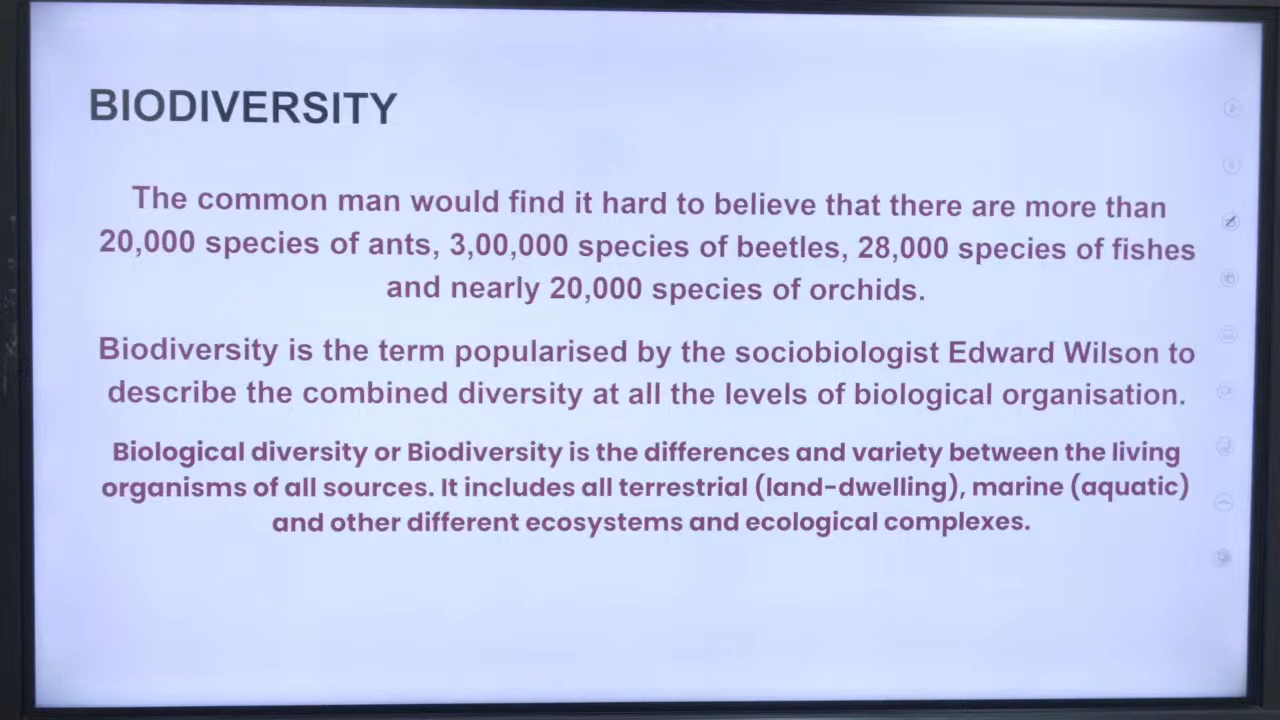 BIODIVERSITY
The common man would find it hard to believe that there are more than
20,000 species of ants, 3,00,000 species of beetles, 28,000 species of fishes
and nearly 20,000 species of orchids.
Biodiversity is the term popularised by the sociobiologist Edward Wilson to
describe the combined diversity at all the levels of biological organisation.
Biological diversity or Biodiversity is the differences and variety between the living
organisms of all sources. It includes all terrestrial (land-dwelling), marine (aquatic)
and other different ecosystems and ecological complexes.